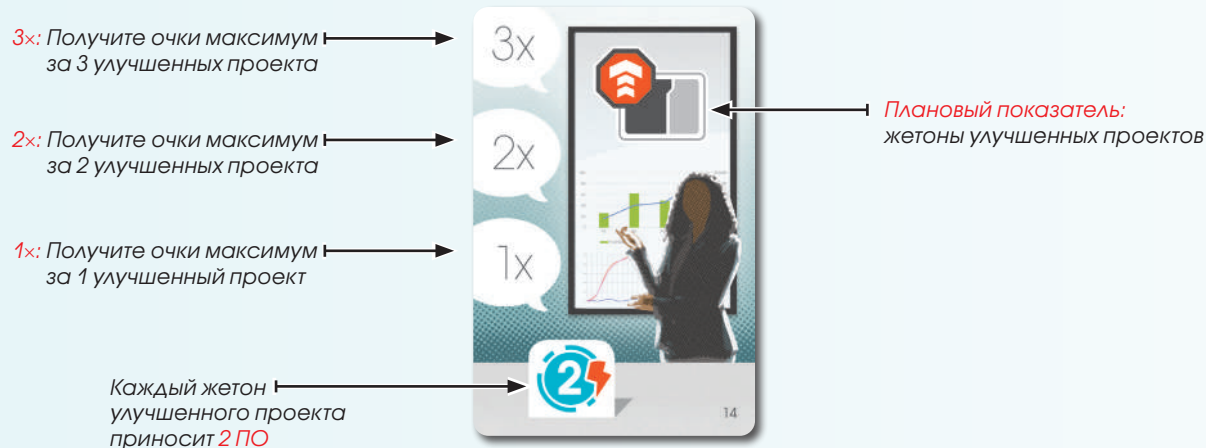 3×: Получите очки максимум
за 3 улучшенных проекта
2×: Получите очки максимум
за 2 улучшенных проекта
1×: Получите очки максимум
за 1 улучшенный проект
Каждый жетон
улучшенного проекта
приносит 2 ПО
3x
2x
1x
2
14
Плановый показатель:
жетоны улучшенных проектов